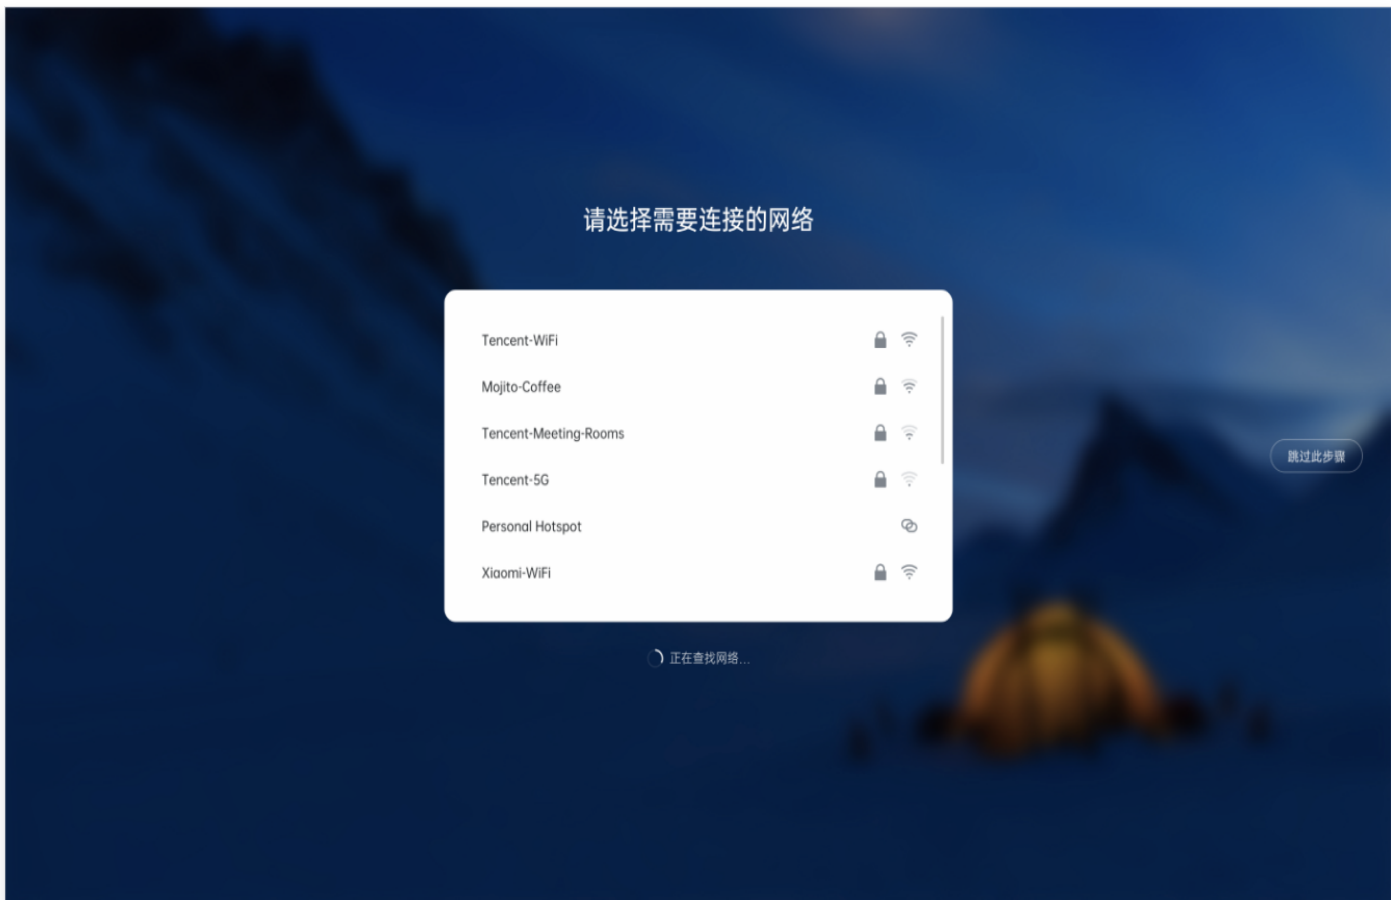 请选择需要连接的网络
Tencent-WiFi
Mojito-Coffee
Tencent-Meeting-Rooms
Tencent-5G
Personal Hotspot
Xiaomi-WiFi
跳过此步骤
正在查找网络...